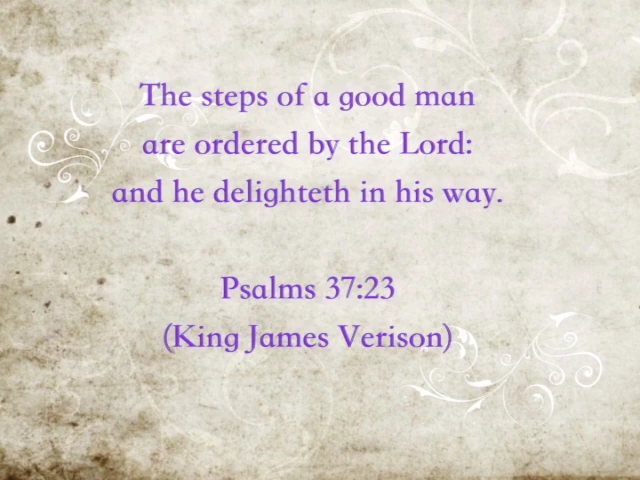 The steps of a good man
are ordered by the Lord:
and he delighteth in his way.
Psalms 37:23
(King James Verison)